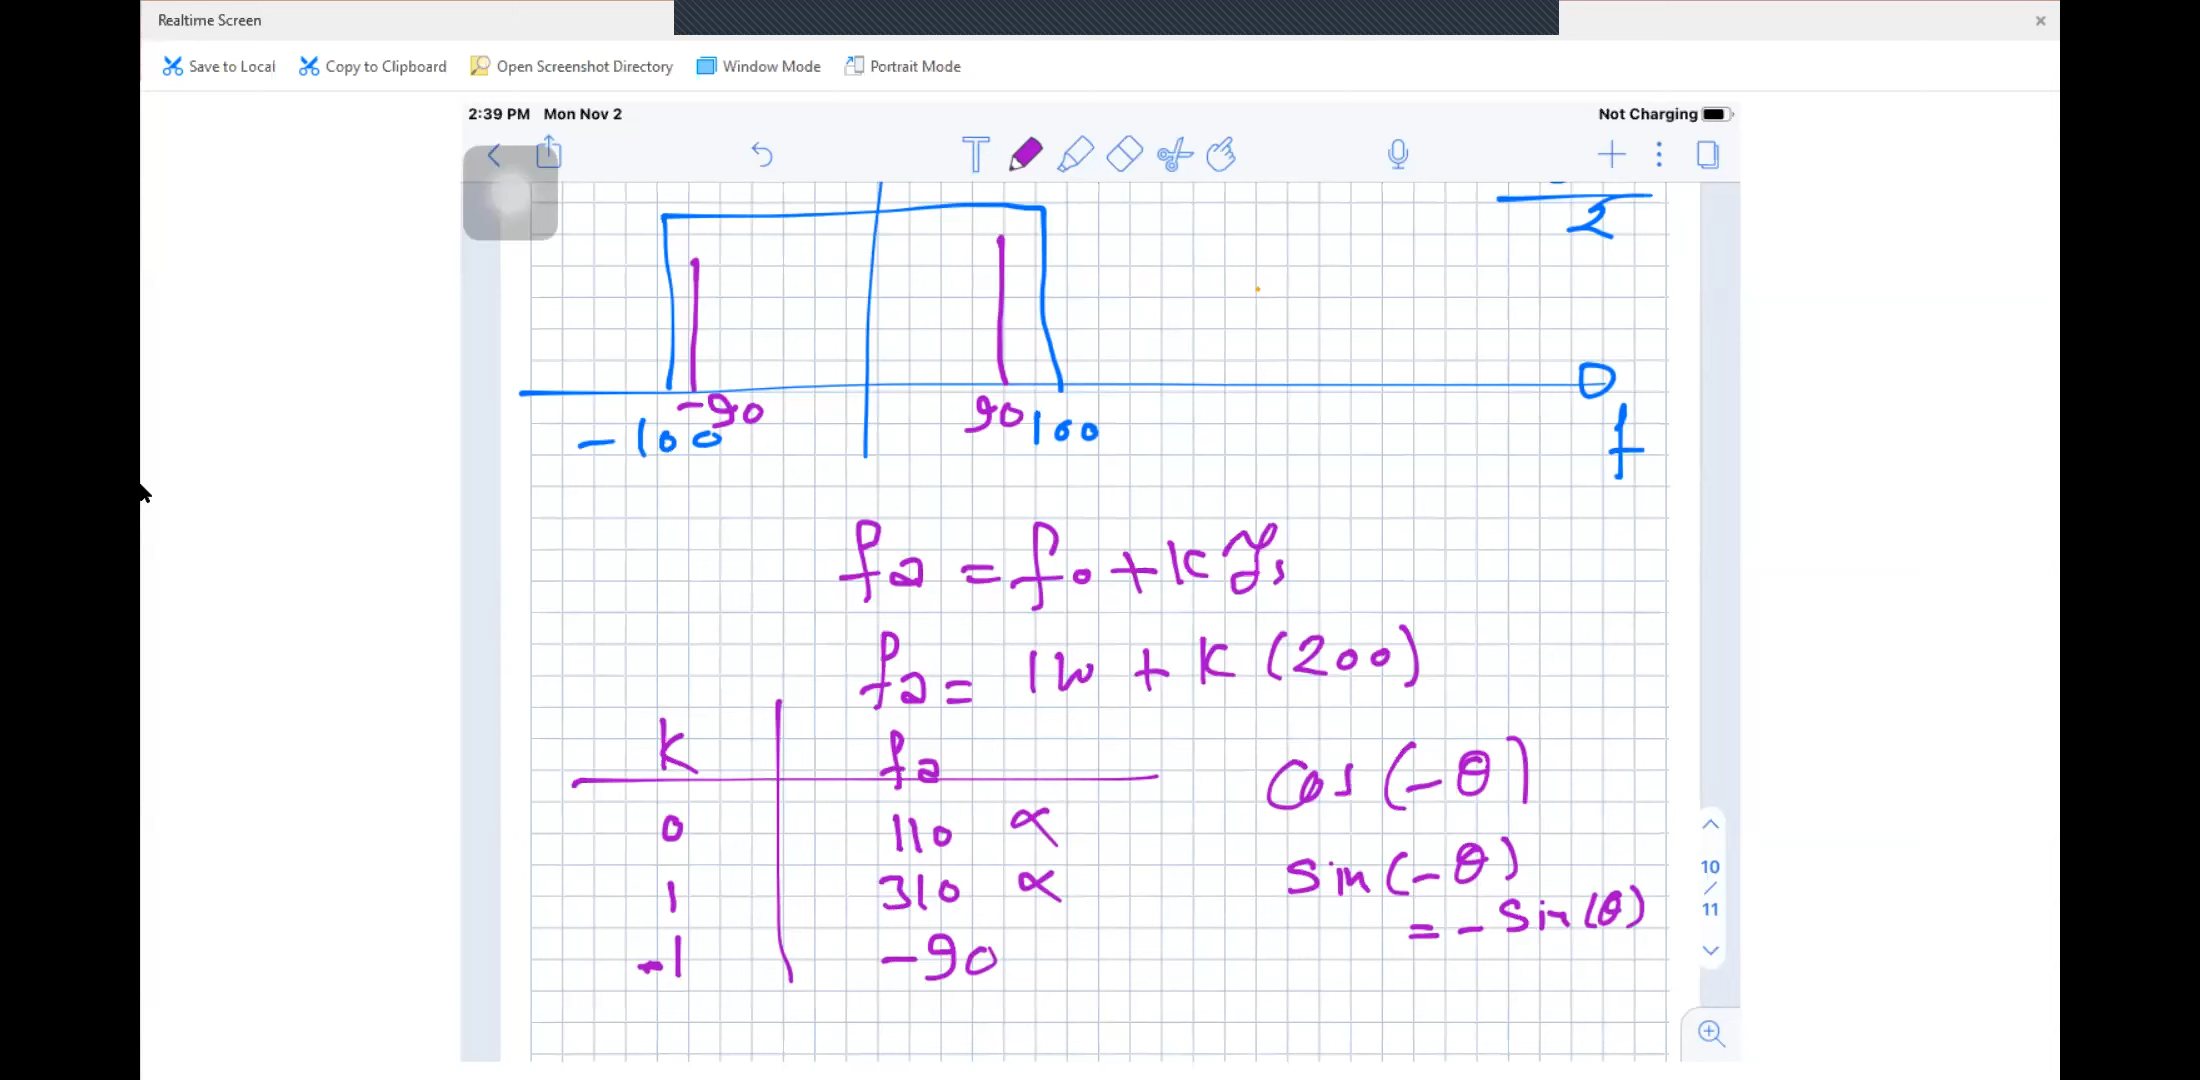 Realtime Screen
Save to Local Copy to Clipboard Open Screenshot Directory Window Mode Portrait Mode
2:39 PM Mon Nov 2 Not Charging
T
2
-90 90
-100 100
f
fa = fo + k fs
fa = 110 + k (200)
k fa
0 110
1 310
-1 -90
cos (-θ)
sin (-θ)
= - sin(θ)
10
/
11